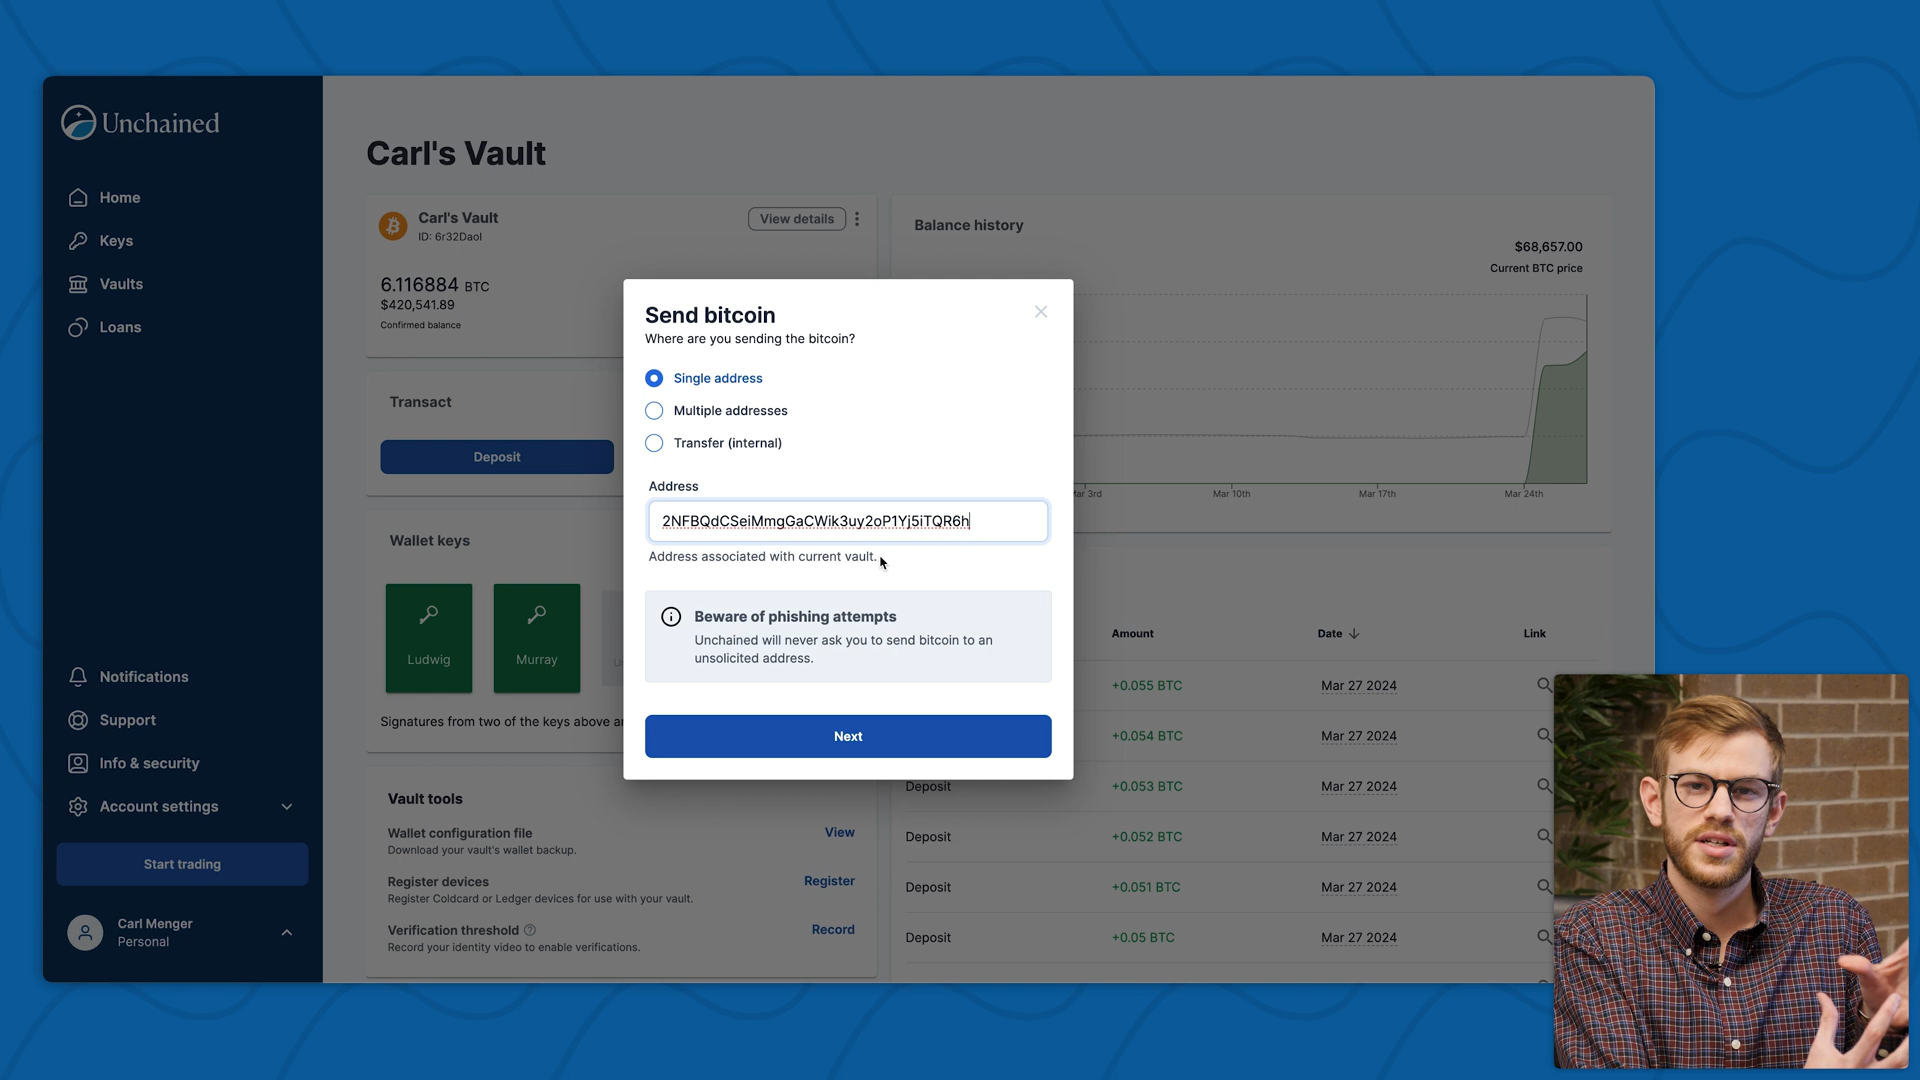 Unchained
Home
Keys
Vaults
Loans
Notifications
Support
Info & security
Account settings
Start trading
Carl Menger
Personal
Carl's Vault
Carl's Vault
ID: 6r32Daol
View details
6.116884 BTC
$420,541.89
Confirmed balance
Transact
Deposit
Wallet keys
Ludwig
Murray
Signatures from two of the keys above
Vault tools
Wallet configuration file
View
Download your vault's wallet backup.
Register devices
Register
Register Coldcard or Ledger devices for use with your vault.
Verification threshold
Record
Record your identity video to enable verifications.
Send bitcoin
Where are you sending the bitcoin?
Single address
Multiple addresses
Transfer (internal)
Address
2NFBQdCSeiMmgGaCWik3uy2oP1Yj5iTQR6h
Address associated with current vault.
Beware of phishing attempts
Unchained will never ask you to send bitcoin to an
unsolicited address.
Next
Balance history
$68,657.00
Current BTC price
3rd
Mar 10th
Mar 17th
Mar 24th
Amount
Date
Link
+0.055 BTC
Mar 27 2024
+0.054 BTC
Mar 27 2024
Deposit
+0.053 BTC
Mar 27 2024
Deposit
+0.052 BTC
Mar 27 2024
Deposit
+0.051 BTC
Mar 27 2024
Deposit
+0.05 BTC
Mar 27 2024